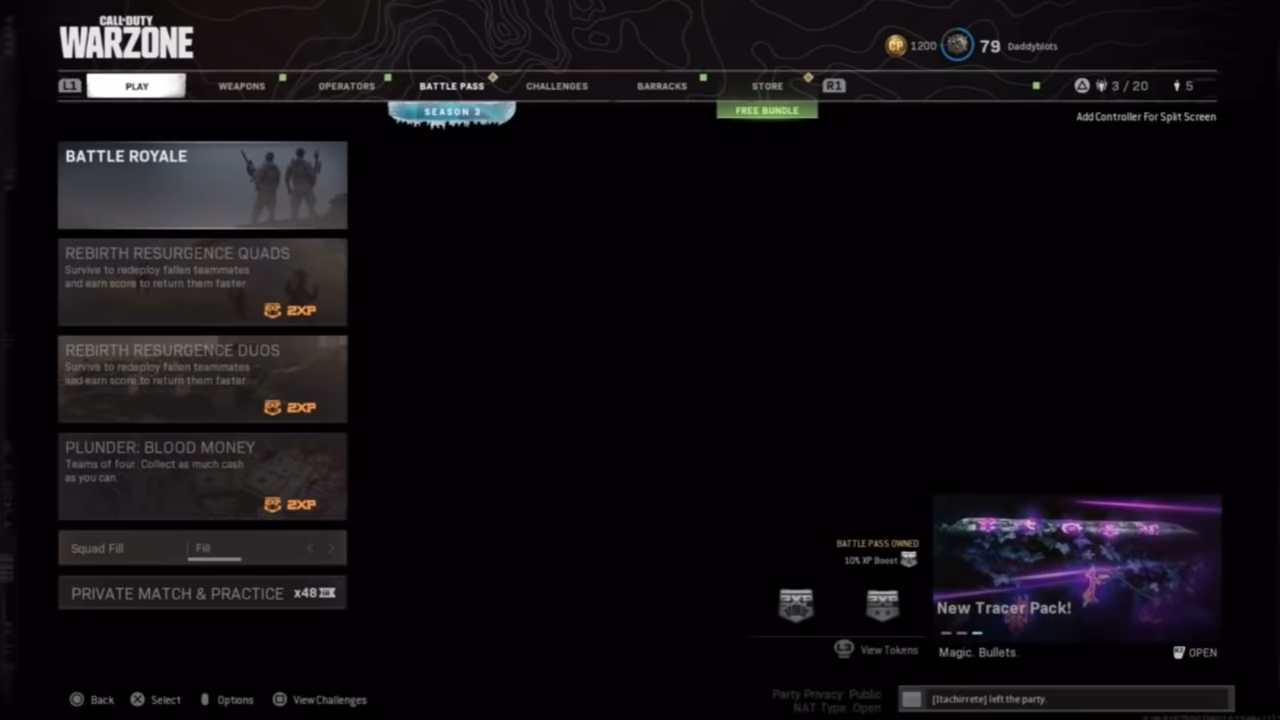 CALL OF DUTY
WARZONE
CP 1200 79 Daddyblots
L1 PLAY WEAPONS OPERATORS BATTLE PASS CHALLENGES BARRACKS STORE R1 3 / 20 5
SEASON 3
FREE BUNDLE
Add Controller For Split Screen
BATTLE ROYALE
REBIRTH RESURGENCE QUADS
Survive to redeploy fallen teammates
and earn score to return them faster.
2XP
REBIRTH RESURGENCE DUOS
Survive to redeploy fallen teammates
and earn score to return them faster.
2XP
PLUNDER: BLOOD MONEY
Teams of four. Collect as much cash
as you can.
2XP
Squad Fill Fill
PRIVATE MATCH & PRACTICE x48
BATTLE PASS OWNED
10% XP Boost
2XP 2XP
View Tokens
New Tracer Pack!
Magic. Bullets.
OPEN
Back Select Options View Challenges
Party Privacy: Public
NAT Type: Open
[Itachirrete] left the party.